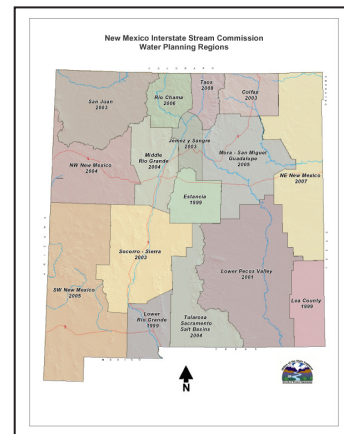 New Mexico Interstate Stream Commission
Water Planning Regions
COLORADO
San Juan
2003
Rio Chama
2006
Taos
2008
Colfax
2003
Jemez y Sangre
2003
Mora - San Miguel
Guadalupe
2005
NW New Mexico
2004
Middle
Rio Grande
2004
NE New Mexico
2007
Estancia
1999
Socorro - Sierra
2003
Lower Pecos Valley
2001
SW New Mexico
2005
Lea County
1999
Lower
Rio Grande
1999
Tularosa
Sacramento
Salt Basins
2004
MEXICO
N